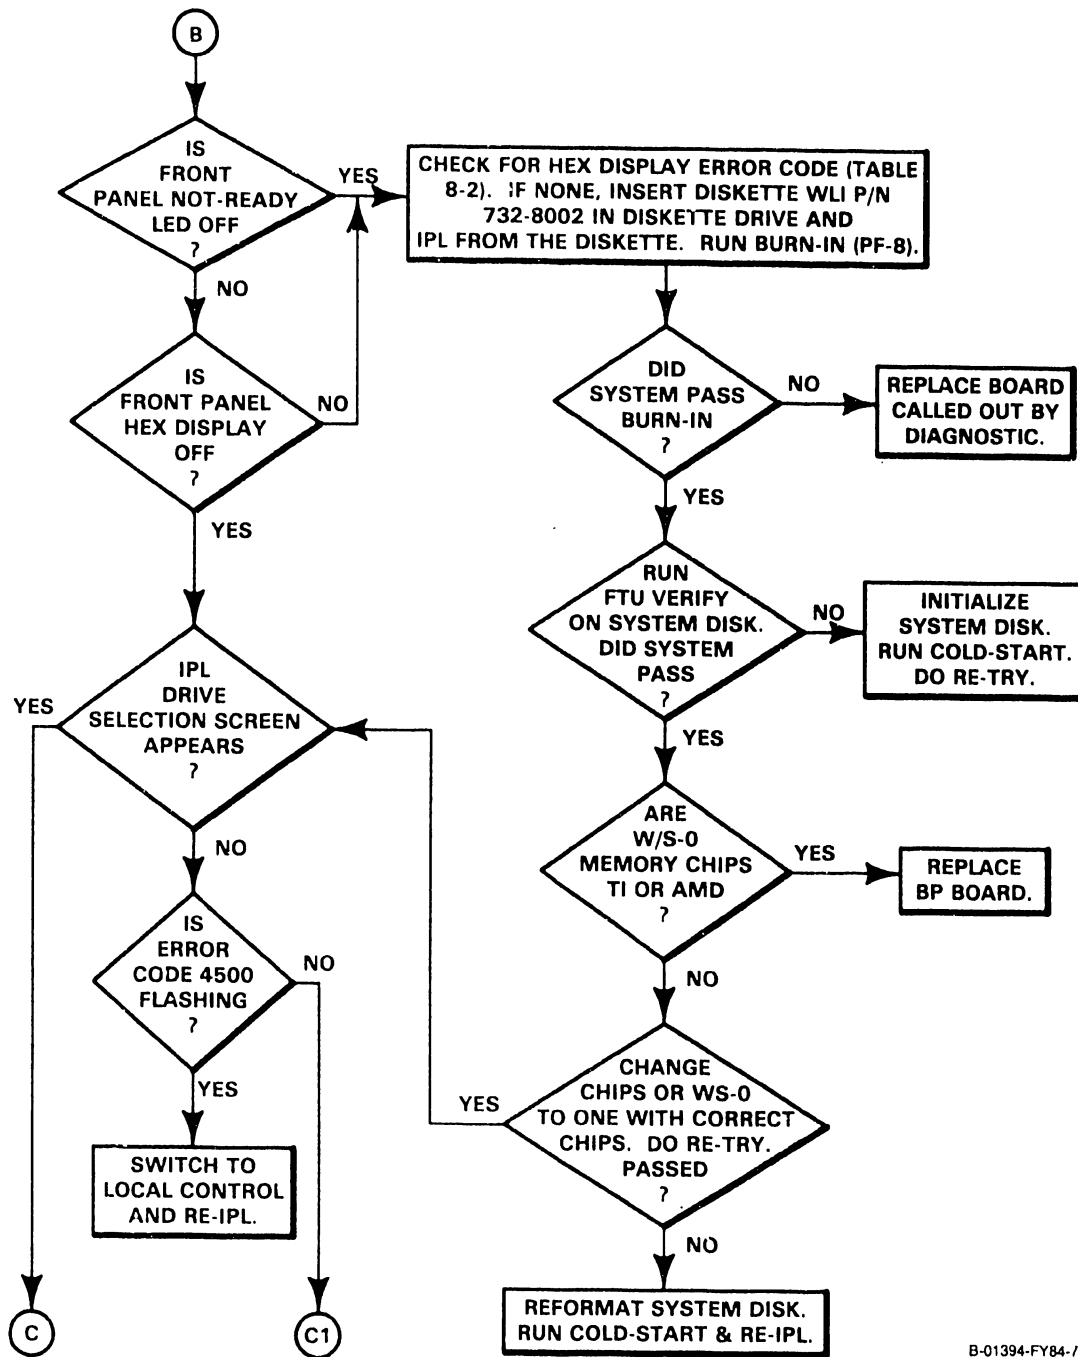 B
IS
FRONT
PANEL NOT-READY
LED OFF
?
YES
NO
CHECK FOR HEX DISPLAY ERROR CODE (TABLE
8-2). IF NONE, INSERT DISKETTE WLI P/N
732-8002 IN DISKETTE DRIVE AND
IPL FROM THE DISKETTE. RUN BURN-IN (PF-8).
IS
FRONT PANEL
HEX DISPLAY
OFF
?
NO
YES
DID
SYSTEM PASS
BURN-IN
?
NO
YES
REPLACE BOARD
CALLED OUT BY
DIAGNOSTIC.
RUN
FTU VERIFY
ON SYSTEM DISK.
DID SYSTEM
PASS
?
NO
YES
INITIALIZE
SYSTEM DISK.
RUN COLD-START.
DO RE-TRY.
IPL
DRIVE
SELECTION SCREEN
APPEARS
?
YES
NO
ARE
W/S-0
MEMORY CHIPS
TI OR AMD
?
YES
NO
REPLACE
BP BOARD.
IS
ERROR
CODE 4500
FLASHING
?
NO
YES
CHANGE
CHIPS OR WS-0
TO ONE WITH CORRECT
CHIPS. DO RE-TRY.
PASSED
?
YES
NO
SWITCH TO
LOCAL CONTROL
AND RE-IPL.
REFORMAT SYSTEM DISK.
RUN COLD-START & RE-IPL.
C
C1
B-01394-FY84-7